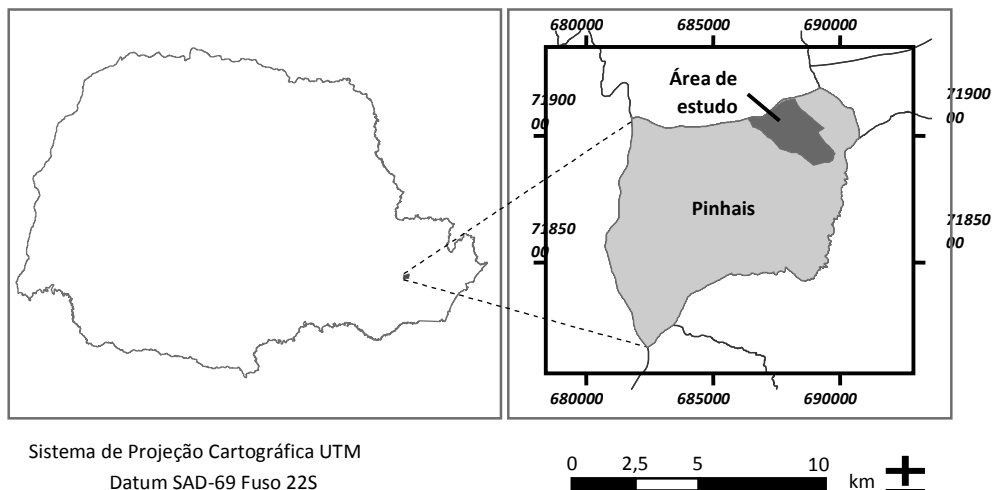 680000 685000 690000
Área de
estudo
71900
00
71900
00
Pinhais
71850
00
71850
00
680000 685000 690000
Sistema de Projeção Cartográfica UTM
Datum SAD-69 Fuso 22S
0 2,5 5 10
km